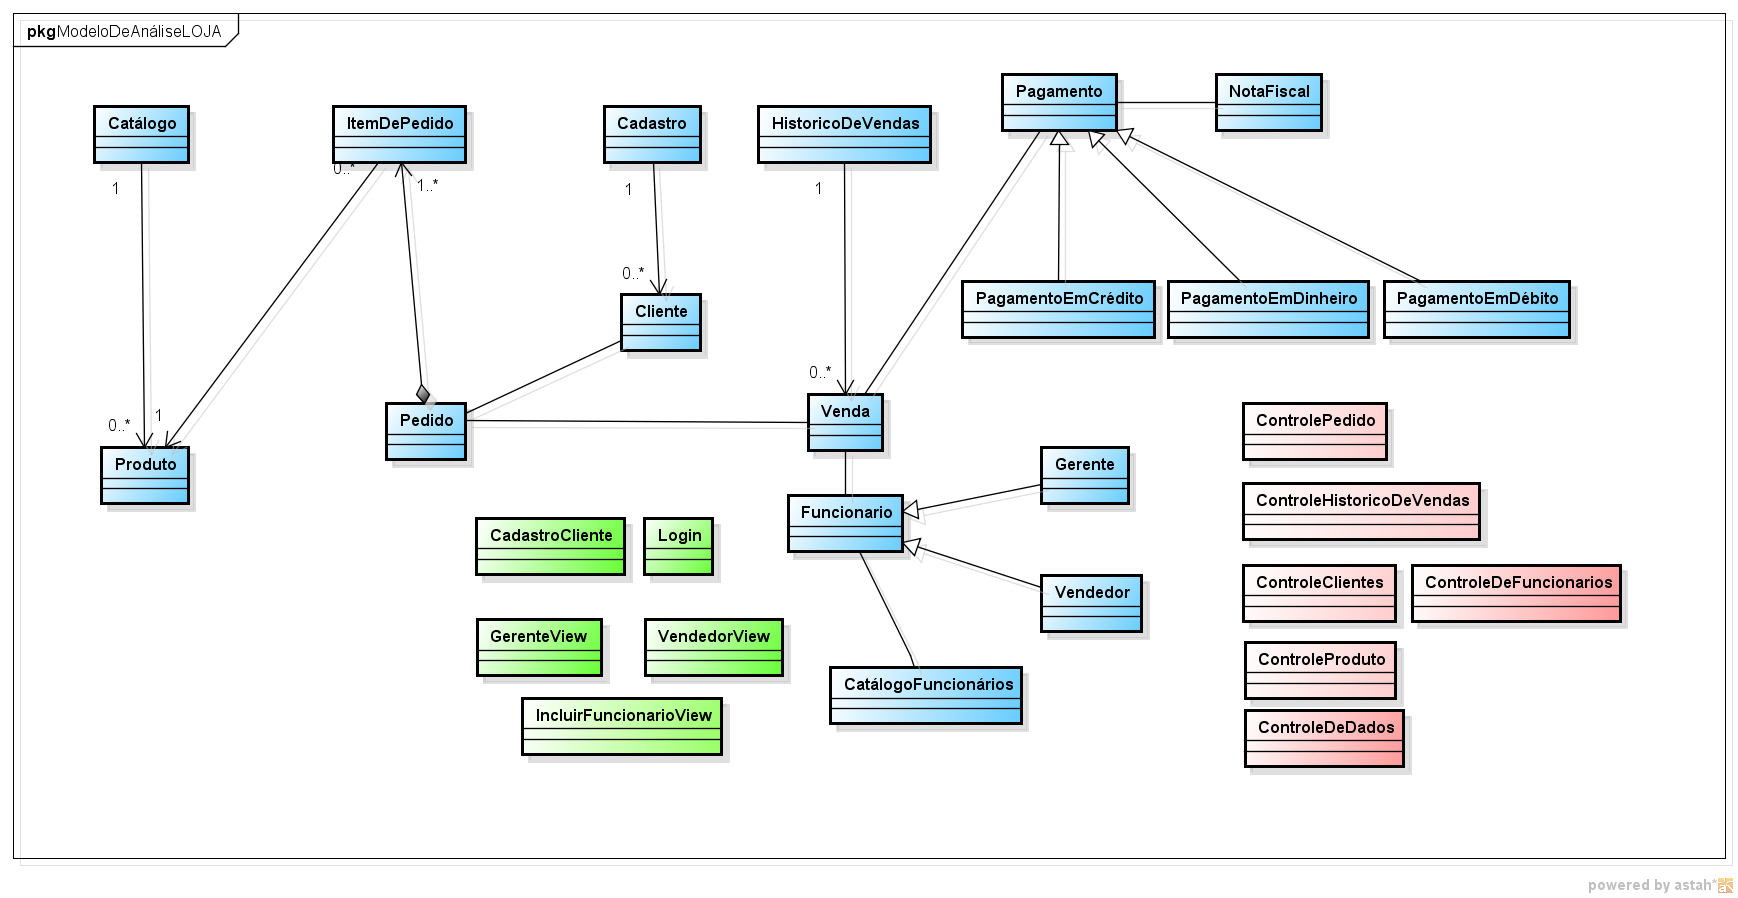 pkg ModeloDeAnáliseLOJA
Pagamento
NotaFiscal
Catálogo
ItemDePedido
Cadastro
HistoricoDeVendas
0..*
1..*
1
1
1
0..*
PagamentoEmCrédito
PagamentoEmDinheiro
PagamentoEmDébito
Cliente
0..*
1
0..*
Pedido
Venda
ControlePedido
Produto
Gerente
Funcionario
ControleHistoricoDeVendas
CadastroCliente
Login
Vendedor
ControleClientes
ControleDeFuncionarios
GerenteView
VendedorView
ControleProduto
CatálogoFuncionários
IncluirFuncionarioView
ControleDeDados
powered by astah*